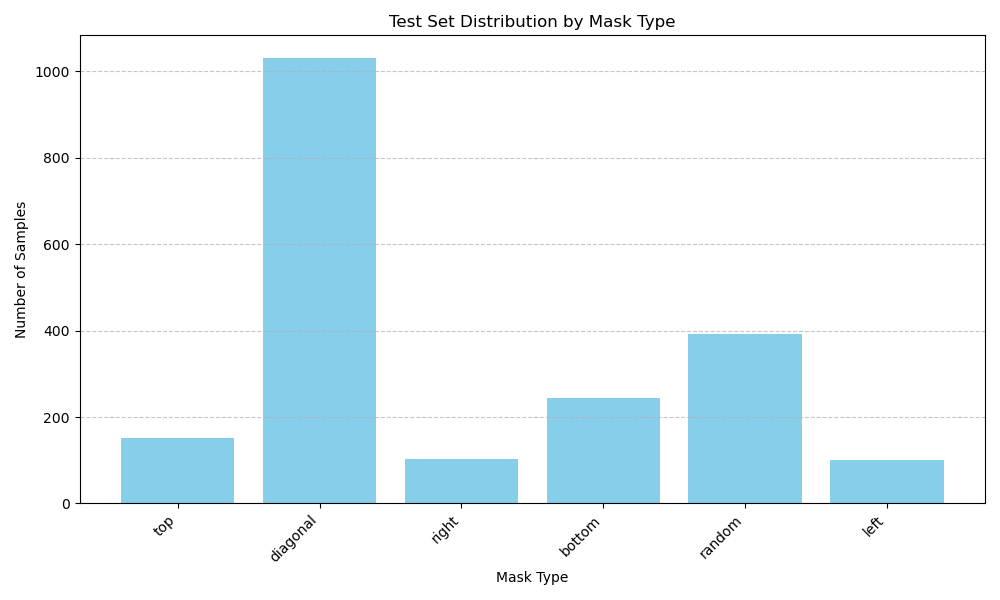 Test Set Distribution by Mask Type
Number of Samples
1000
800
600
400
200
0
top
diagonal
right
bottom
random
left
Mask Type